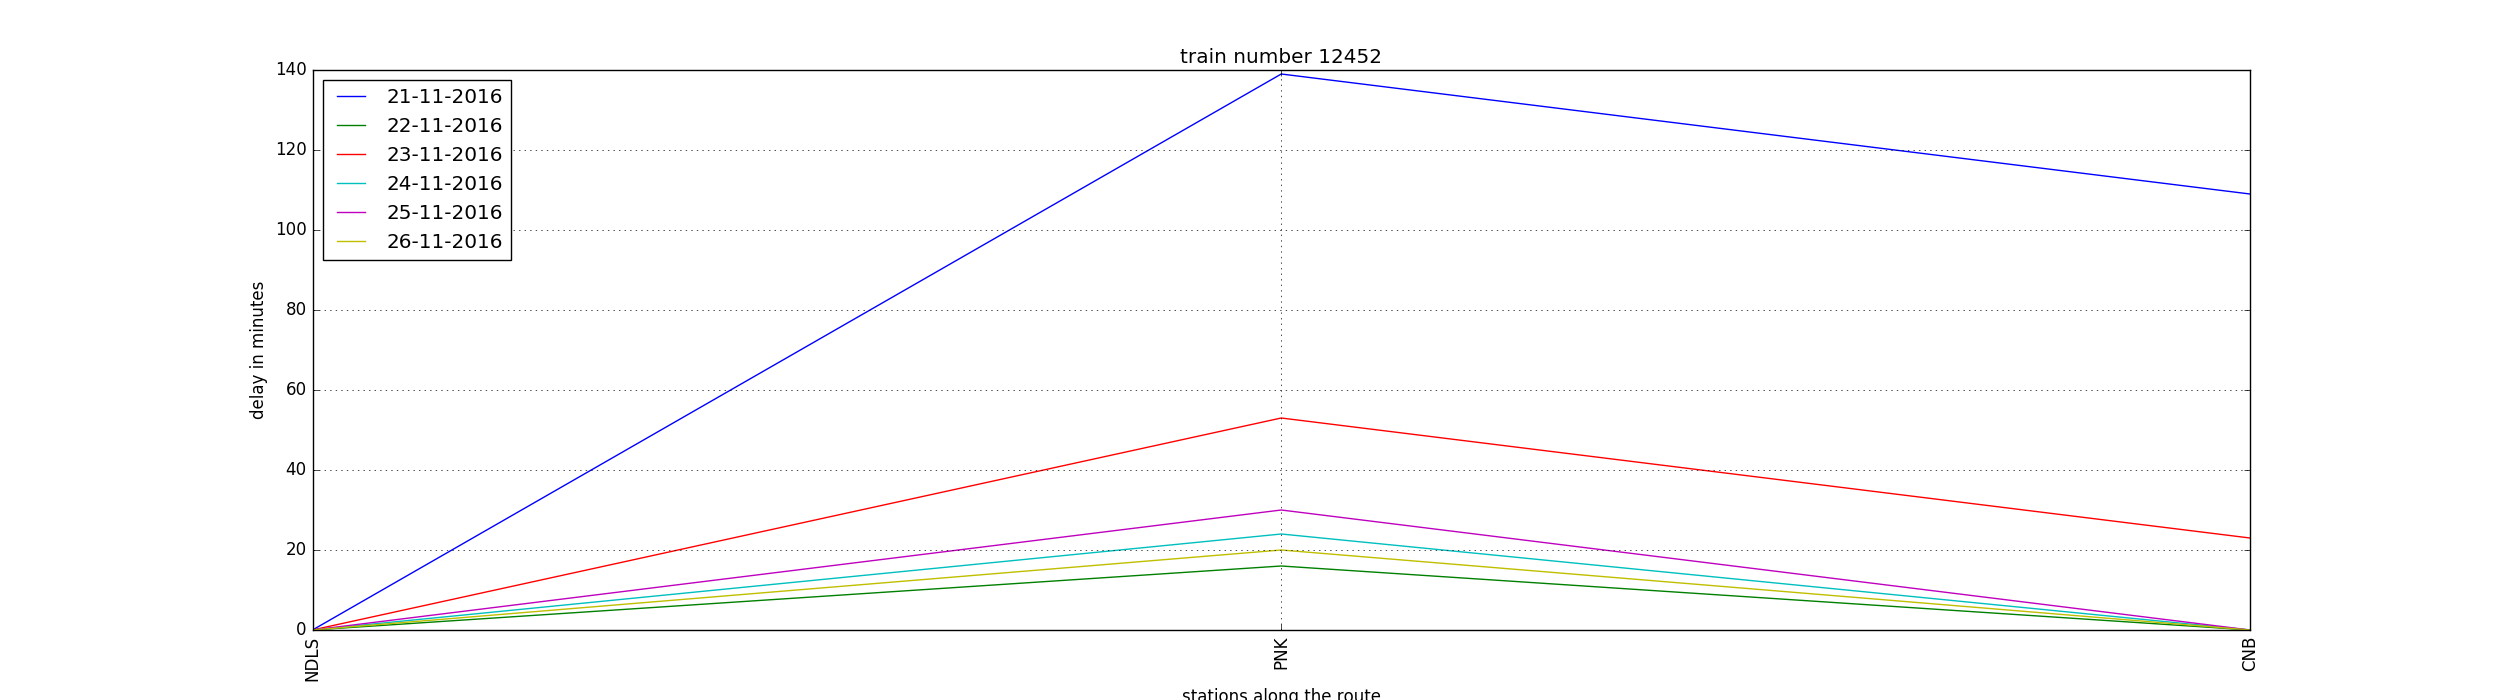 train number 12452
140
120
100
80
60
40
20
0
delay in minutes
21-11-2016
22-11-2016
23-11-2016
24-11-2016
25-11-2016
26-11-2016
NDLS
PNK
CNB
stations along the route